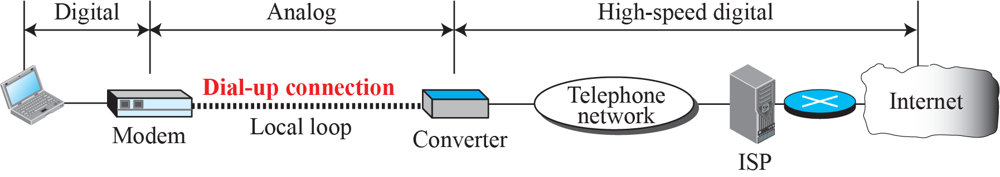 Digital
Analog
High-speed digital
Dial-up connection
Telephone
network
Internet
Modem
Local loop
Converter
ISP